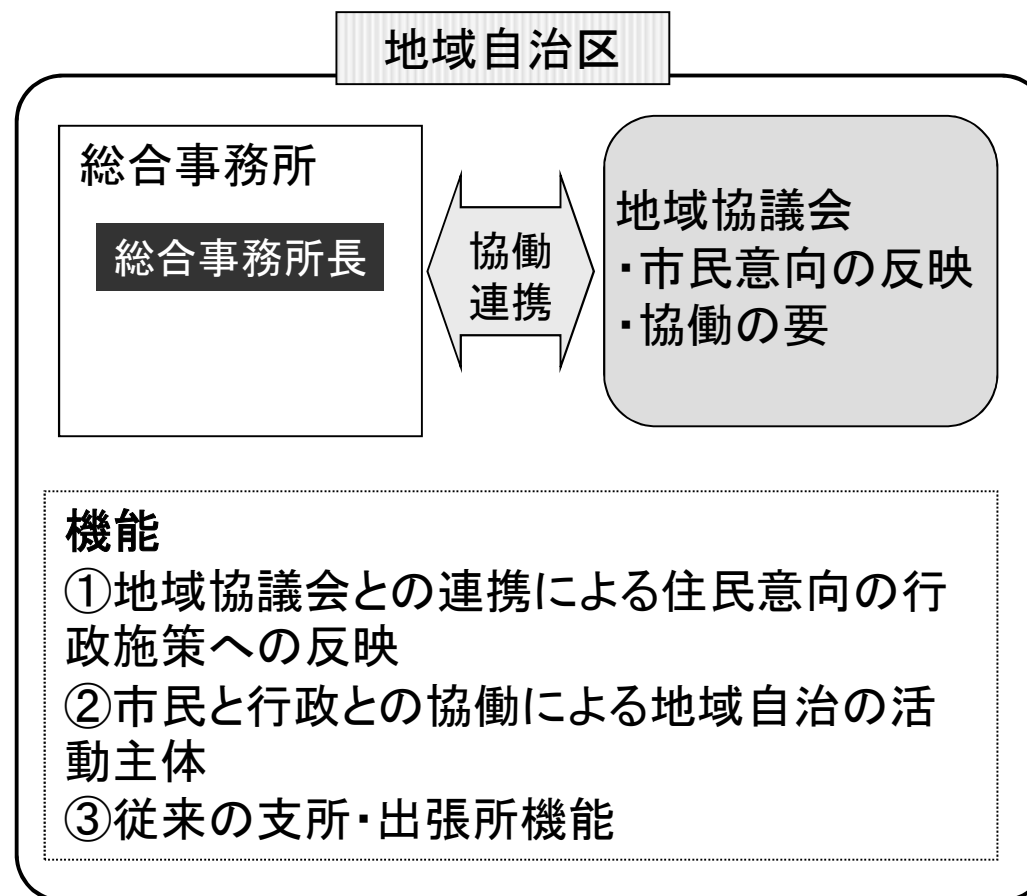 地域自治区
総合事務所
総合事務所長
協働
連携
地域協議会
・市民意向の反映
・協働の要
機能
①地域協議会との連携による住民意向の行
政施策への反映
②市民と行政との協働による地域自治の活
動主体
③従来の支所・出張所機能